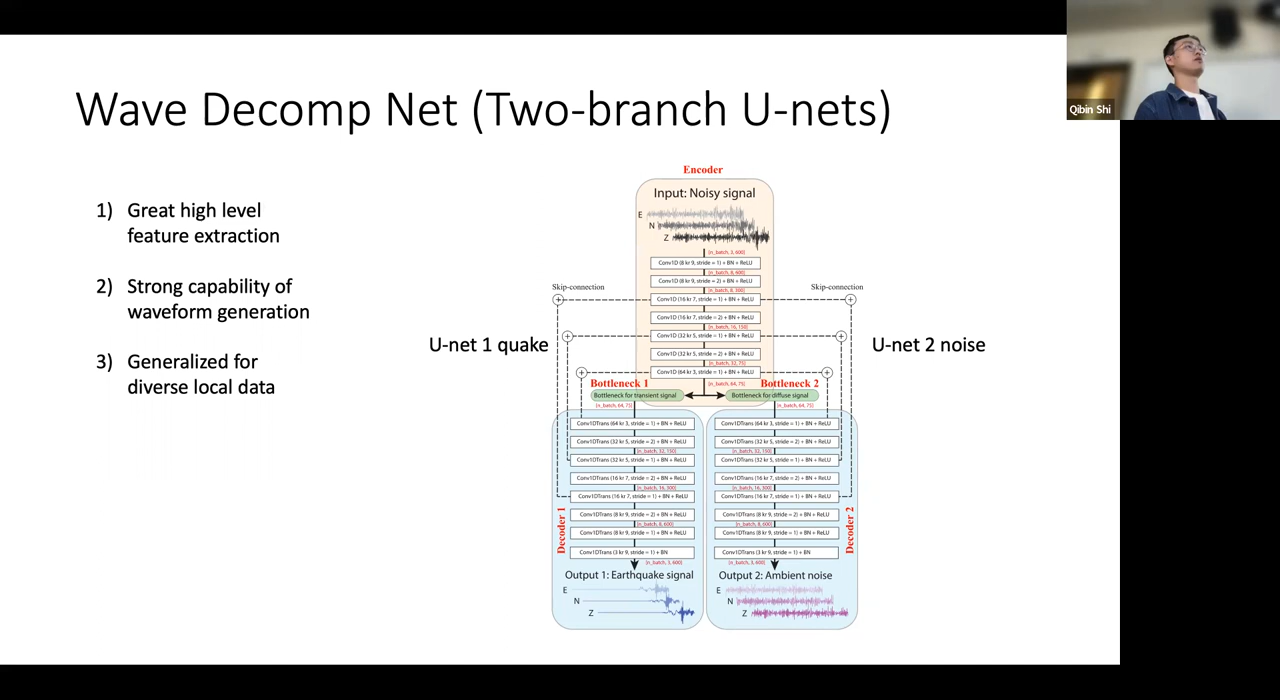 Qibin Shi
Wave Decomp Net (Two-branch U-nets)
1) Great high level
feature extraction
2) Strong capability of
waveform generation
3) Generalized for
diverse local data
Encoder
Input: Noisy signal
E
N
Z
[n_batch, 3, 600]
Conv1D (8 kr 9, stride = 1) + BN + ReLU
[n_batch, 8, 600]
Conv1D (8 kr 9, stride = 2) + BN + ReLU
[n_batch, 8, 300]
Skip-connection
Skip-connection
Conv1D (16 kr 7, stride = 1) + BN + ReLU
Conv1D (16 kr 7, stride = 2) + BN + ReLU
[n_batch, 16, 150]
Conv1D (32 kr 5, stride = 1) + BN + ReLU
U-net 1 quake
U-net 2 noise
Conv1D (32 kr 5, stride = 2) + BN + ReLU
[n_batch, 32, 75]
Conv1D (64 kr 3, stride = 1) + BN + ReLU
[n_batch, 64, 75]
Bottleneck 1
Bottleneck for transient signal
[n_batch, 64, 75]
Bottleneck 2
Bottleneck for diffuse signal
[n_batch, 64, 75]
Decoder 1
Conv1DTrans (64 kr 3, stride = 1) + BN + ReLU
Conv1DTrans (32 kr 5, stride = 2) + BN + ReLU
[n_batch, 32, 150]
Conv1DTrans (32 kr 5, stride = 1) + BN + ReLU
Conv1DTrans (16 kr 7, stride = 2) + BN + ReLU
[n_batch, 16, 300]
Conv1DTrans (16 kr 7, stride = 1) + BN + ReLU
Conv1DTrans (8 kr 9, stride = 2) + BN + ReLU
[n_batch, 8, 600]
Conv1DTrans (8 kr 9, stride = 1) + BN + ReLU
Conv1DTrans (3 kr 9, stride = 1) + BN
[n_batch, 3, 600]
Output 1: Earthquake signal
E
N
Z
Decoder 2
Conv1DTrans (64 kr 3, stride = 1) + BN + ReLU
Conv1DTrans (32 kr 5, stride = 2) + BN + ReLU
[n_batch, 32, 150]
Conv1DTrans (32 kr 5, stride = 1) + BN + ReLU
Conv1DTrans (16 kr 7, stride = 2) + BN + ReLU
[n_batch, 16, 300]
Conv1DTrans (16 kr 7, stride = 1) + BN + ReLU
Conv1DTrans (8 kr 9, stride = 2) + BN + ReLU
[n_batch, 8, 600]
Conv1DTrans (8 kr 9, stride = 1) + BN + ReLU
Conv1DTrans (3 kr 9, stride = 1) + BN
[n_batch, 3, 600]
Output 2: Ambient noise
E
N
Z